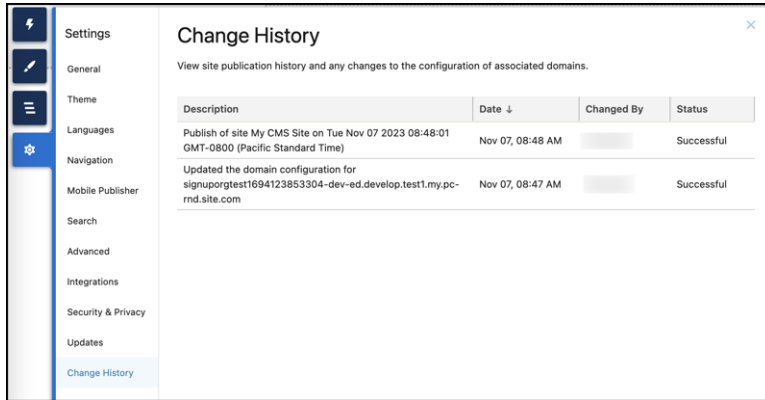 Settings
General
Theme
Languages
Navigation
Mobile Publisher
Search
Advanced
Integrations
Security & Privacy
Updates
Change History
Change History
View site publication history and any changes to the configuration of associated domains.
Description Date ↓ Changed By Status
Publish of site My CMS Site on Tue Nov 07 2023 08:48:01
GMT-0800 (Pacific Standard Time)
Nov 07, 08:48 AM
Successful
Updated the domain configuration for
signuporgtest1694123853304-dev-ed.develop.test1.my.pc-
rnd.site.com
Nov 07, 08:47 AM
Successful